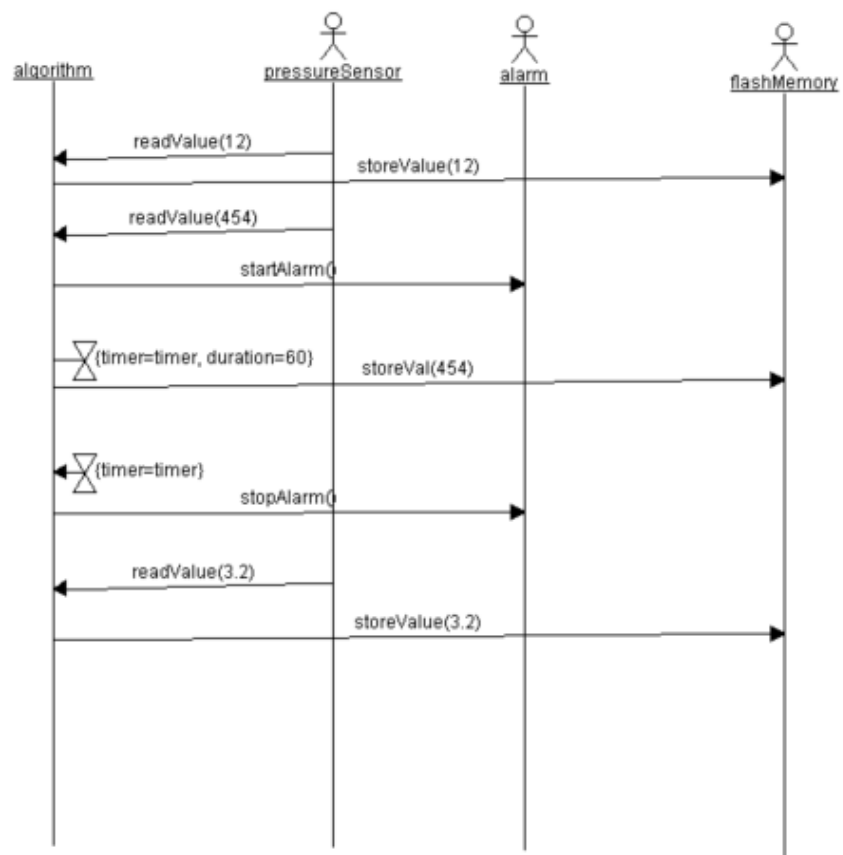 algorithm
pressureSensor
alarm
flashMemory
readValue(12)
storeValue(12)
readValue(454)
startAlarm()
{timer=timer, duration=60}
storeVal(454)
{timer=timer}
stopAlarm()
readValue(3.2)
storeValue(3.2)